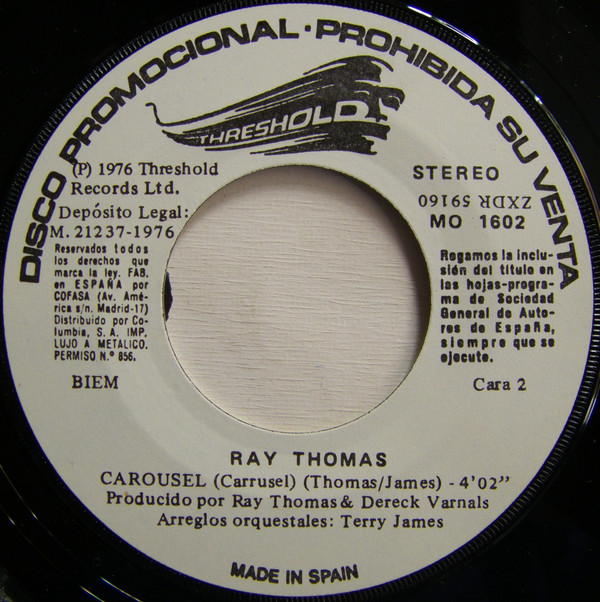 DISCO PROMOCIONAL · PROHIBIDA SU VENTA
THRESHOLD
(P) 1976 Threshold
Records Ltd.
Depósito Legal:
M. 21237-1976
Reservados todos
los derechos que
marca la ley. FAB.
en ESPAÑA por
COFASA (Av. Amé-
rica s/n. Madrid-17)
Distribuido por Co-
lumbia, S. A. IMP.
LUJO A METALICO.
PERMISO N.º 856.
BIEM
STEREO
ZXDR 59160
MO 1602
Rogamos la inclu-
sión del título en
las hojas-progra-
ma de Sociedad
General de Auto-
res de España,
siempre que se
ejecute.
Cara 2
RAY THOMAS
CAROUSEL (Carrusel) (Thomas/James) - 4'02"
Producido por Ray Thomas & Dereck Varnals
Arreglos orquestales: Terry James
MADE IN SPAIN